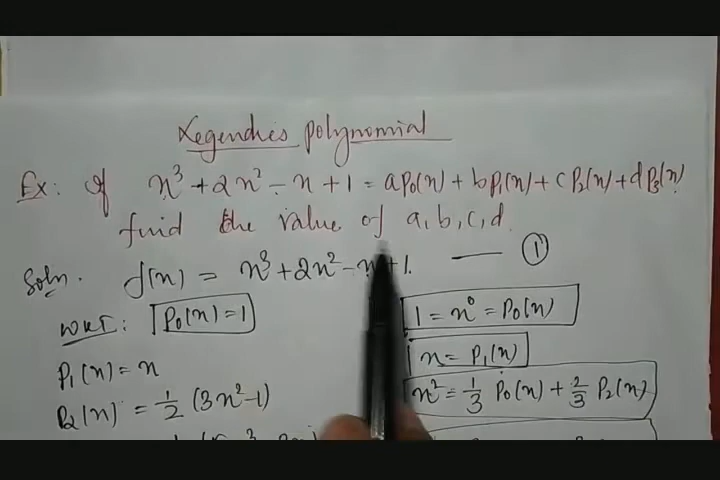 Legendres polynomial
Ex: If x³ + 2x² - x + 1 = aP₀(x) + bP₁(x) + cP₂(x) + dP₃(x)
find the value of a, b, c, d.
Soln. f(x) = x³ + 2x² - x + 1. —— ①
WKT: P₀(x) = 1
1 = x⁰ = P₀(x)
P₁(x) = x
x = P₁(x)
P₂(x) = 1/2 (3x² - 1)
x² = 1/3 P₀(x) + 2/3 P₂(x)